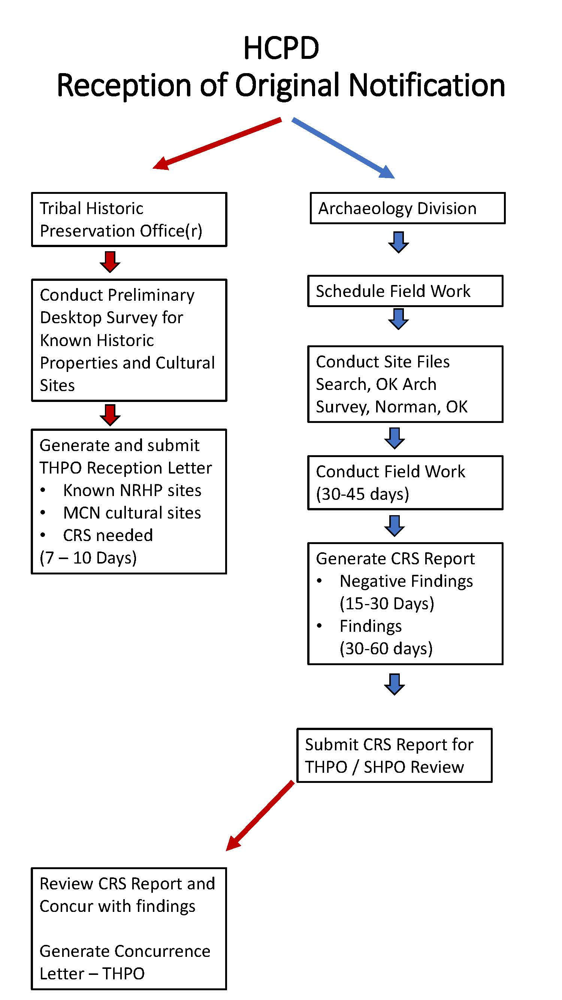 HCPD
Reception of Original Notification
Tribal Historic
Preservation Office(r)
Conduct Preliminary
Desktop Survey for
Known Historic
Properties and Cultural
Sites
Generate and submit
THPO Reception Letter
• Known NRHP sites
• MCN cultural sites
• CRS needed
(7 – 10 Days)
Archaeology Division
Schedule Field Work
Conduct Site Files
Search, OK Arch
Survey, Norman, OK
Conduct Field Work
(30-45 days)
Generate CRS Report
• Negative Findings
(15-30 Days)
• Findings
(30-60 days)
Submit CRS Report for
THPO / SHPO Review
Review CRS Report and
Concur with findings
Generate Concurrence
Letter – THPO